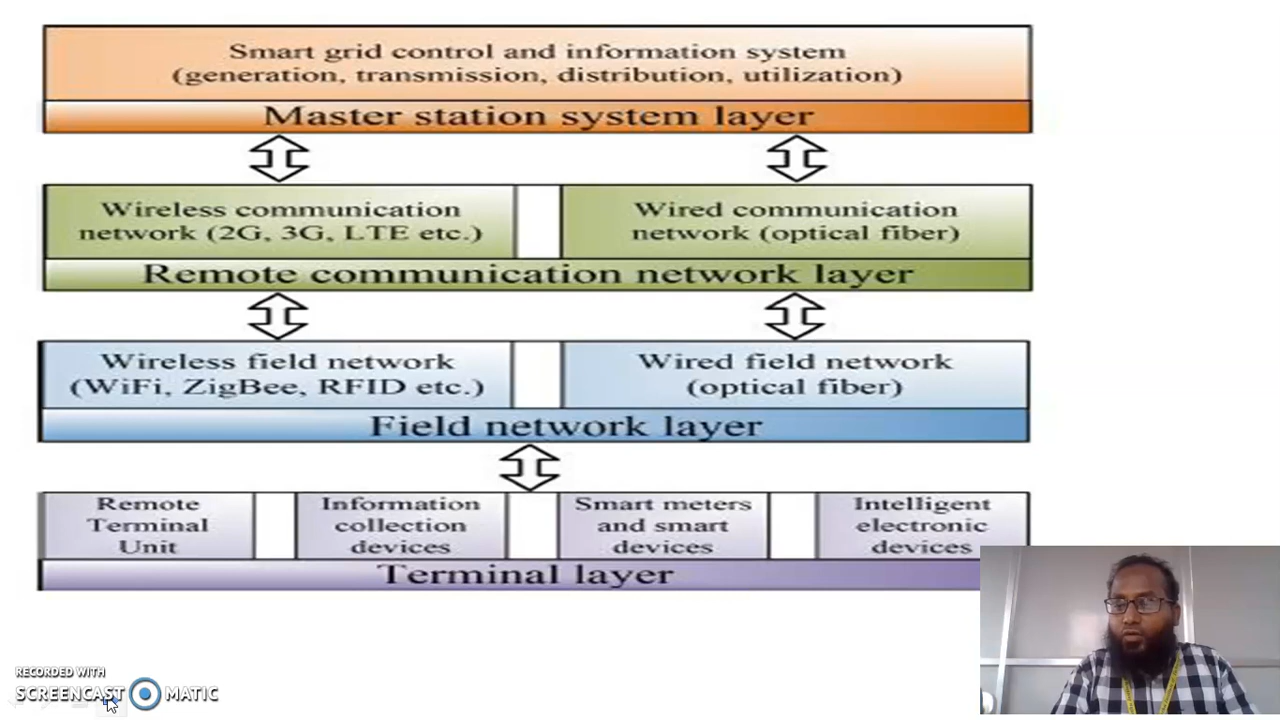 Smart grid control and information system
(generation, transmission, distribution, utilization)
Master station system layer
Wireless communication
network (2G, 3G, LTE etc.)
Wired communication
network (optical fiber)
Remote communication network layer
Wireless field network
(WiFi, ZigBee, RFID etc.)
Wired field network
(optical fiber)
Field network layer
Remote
Terminal
Unit
Information
collection
devices
Smart meters
and smart
devices
Intelligent
electronic
devices
Terminal layer
RECORDED WITH
SCREENCAST MATIC